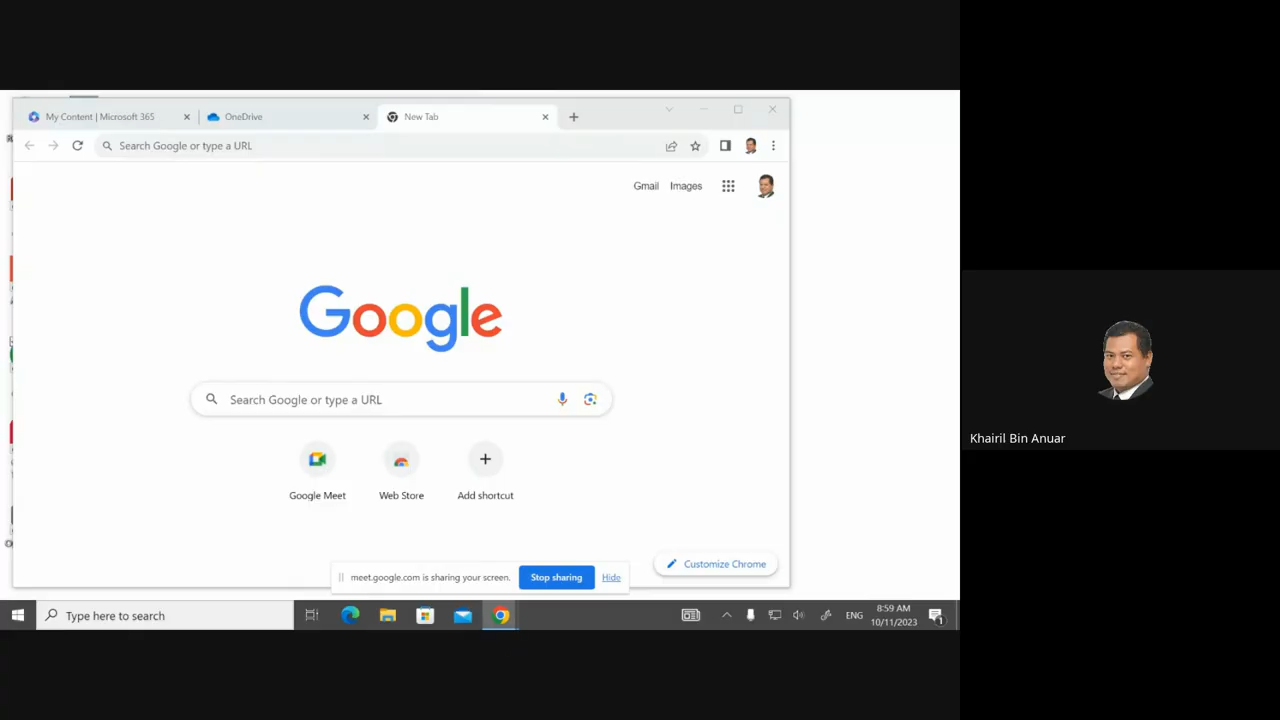 My Content | Microsoft 365
OneDrive
New Tab
Search Google or type a URL
Gmail
Images
Google
Search Google or type a URL
Google Meet
Web Store
Add shortcut
Customize Chrome
meet.google.com is sharing your screen.
Stop sharing
Hide
Type here to search
ENG
8:59 AM
10/11/2023
1
Khairil Bin Anuar